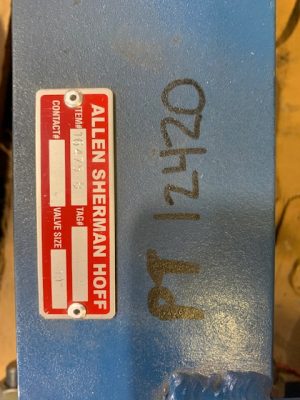 ALLEN SHERMAN HOFF
ITEM# TAG#
CONTACT# VALVE SIZE
PT 12420